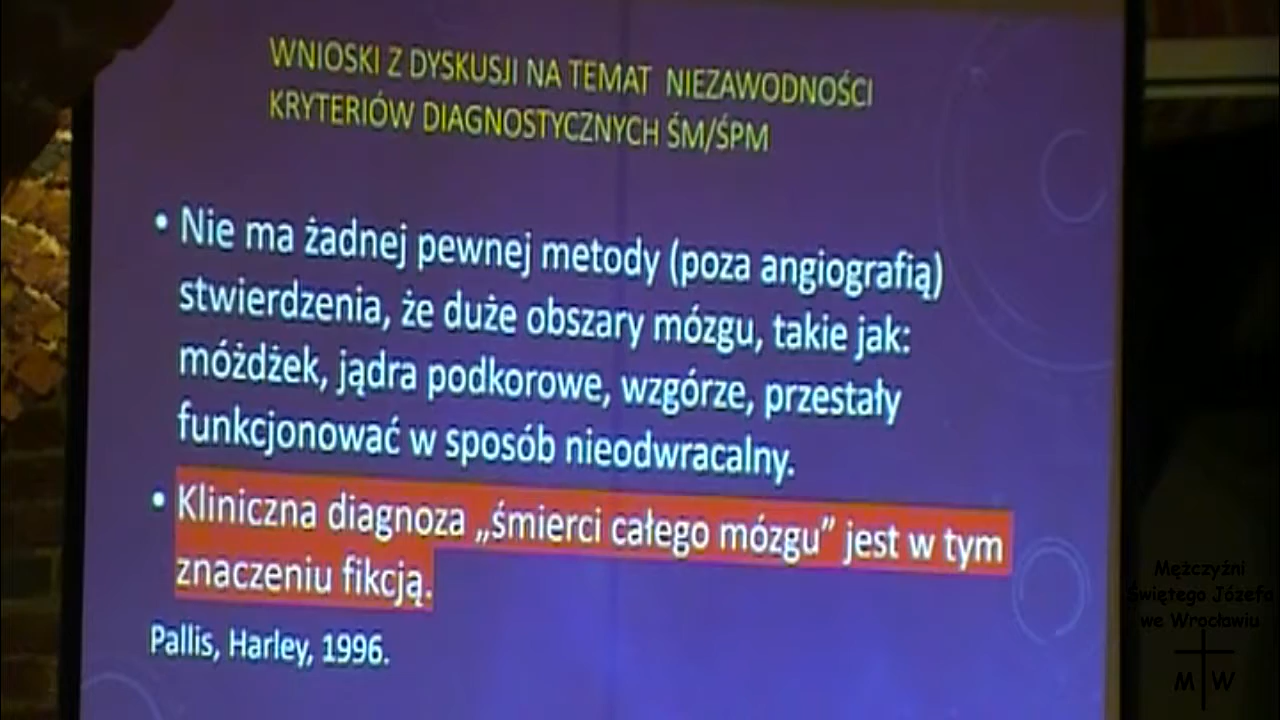 WNIOSKI Z DYSKUSJI NA TEMAT NIEZAWODNOŚCI
KRYTERIÓW DIAGNOSTYCZNYCH ŚM/ŚPM
• Nie ma żadnej pewnej metody (poza angiografią)
stwierdzenia, że duże obszary mózgu, takie jak:
móżdżek, jądra podkorowe, wzgórze, przestały
funkcjonować w sposób nieodwracalny.
• Kliniczna diagnoza „śmierci całego mózgu” jest w tym
znaczeniu fikcją.
Pallis, Harley, 1996.
Mężczyźni
Świętego Józefa
we Wrocławiu
M W